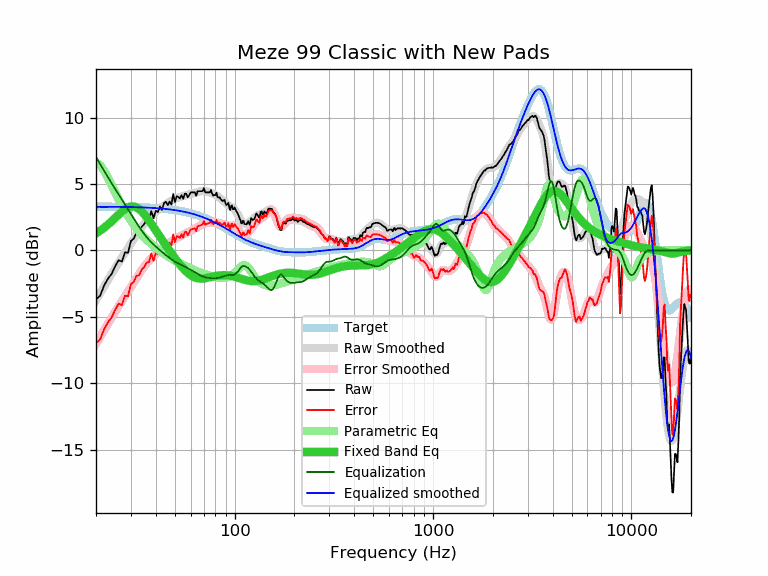 Meze 99 Classic with New Pads
Amplitude (dBr)
10
5
0
−5
−10
−15
Target
Raw Smoothed
Error Smoothed
Raw
Error
Parametric Eq
Fixed Band Eq
Equalization
Equalized smoothed
100 1000 10000
Frequency (Hz)